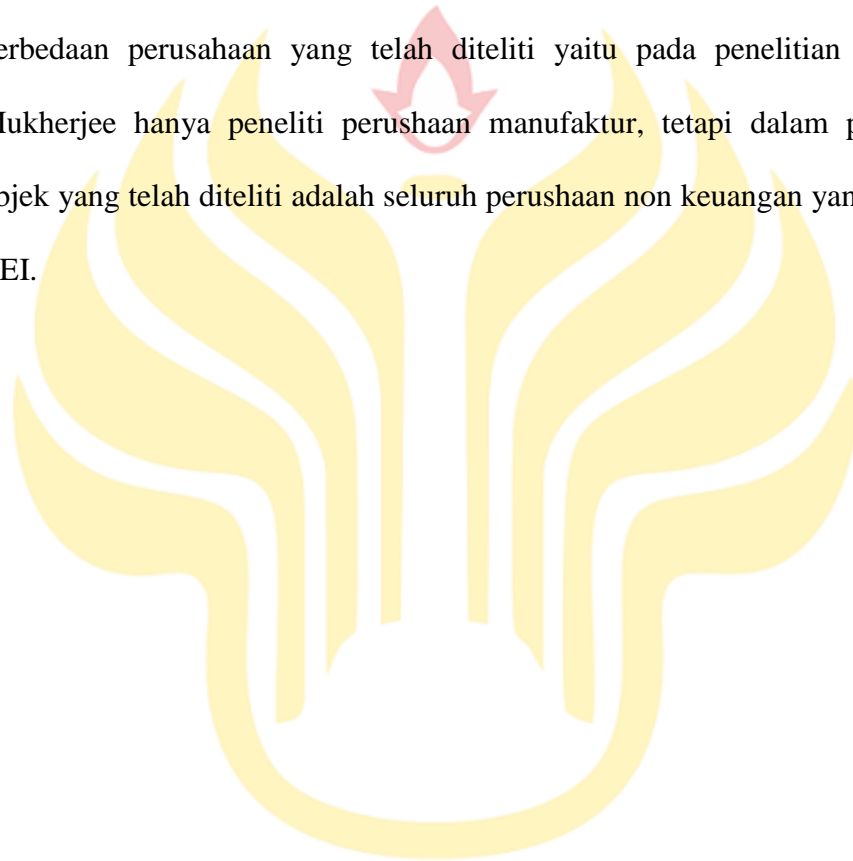 erbedaan perusahaan yang telah diteliti yaitu pada penelitian
Mukherjee hanya peneliti perushaan manufaktur, tetapi dalam p
bjek yang telah diteliti adalah seluruh perushaan non keuangan yan
EI.